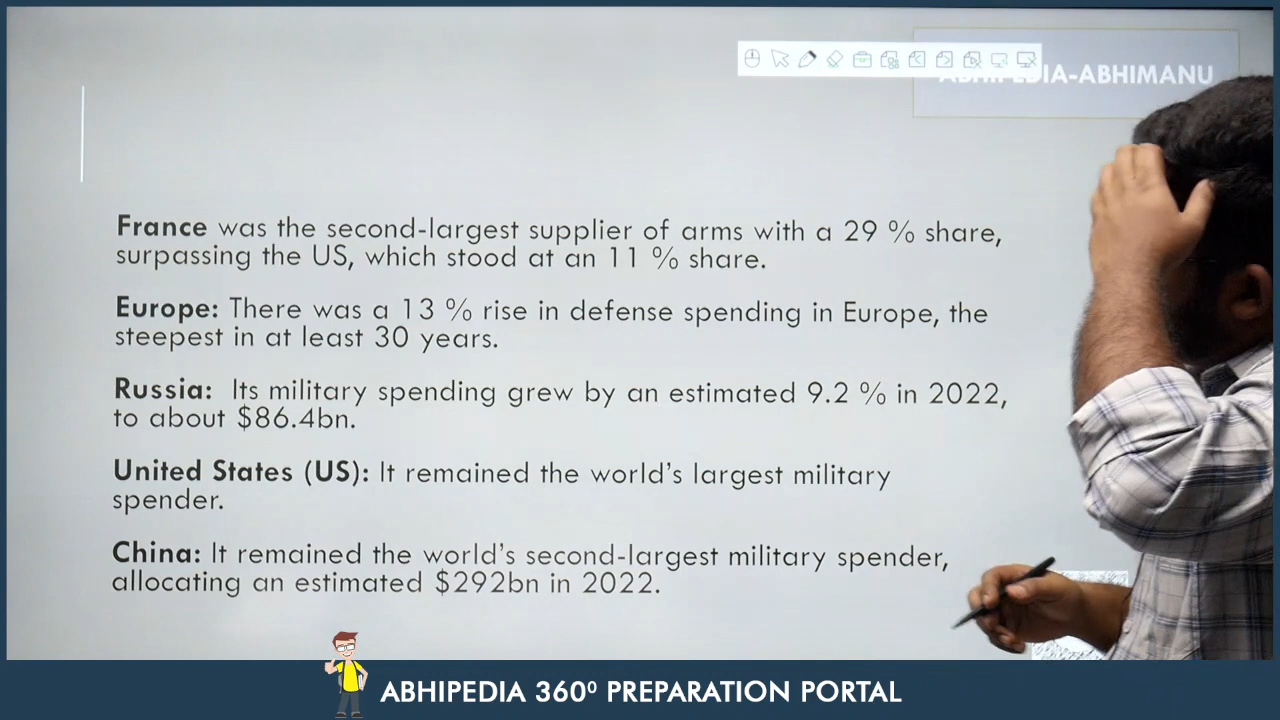 ABHIPEDIA-ABHIMANU
France was the second-largest supplier of arms with a 29 % share,
surpassing the US, which stood at an 11 % share.
Europe: There was a 13 % rise in defense spending in Europe, the
steepest in at least 30 years.
Russia: Its military spending grew by an estimated 9.2 % in 2022,
to about $86.4bn.
United States (US): It remained the world's largest military
spender.
China: It remained the world's second-largest military spender,
allocating an estimated $292bn in 2022.
ABHIPEDIA 360⁰ PREPARATION PORTAL